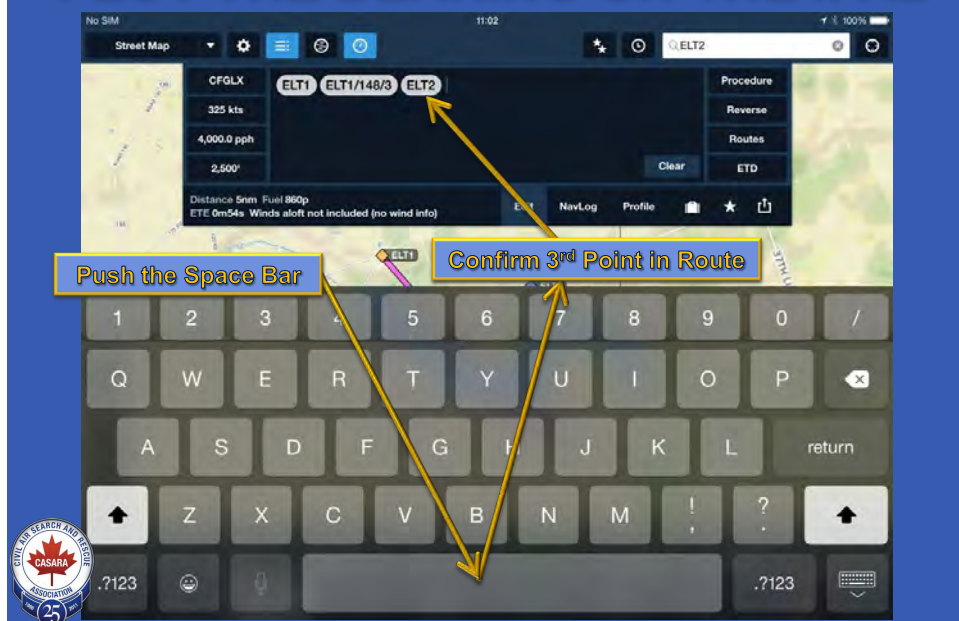 No SIM 11:02 100%
Street Map ELT2
CFGLX ELT1 ELT1/148/3 ELT2 Procedure
325 kts Reverse
4,000.0 pph Routes
2,500' Clear ETD
Distance 5nm Fuel 860p
ETE 0m54s Winds aloft not included (no wind info)
Edit NavLog Profile
ELT1
Push the Space Bar
Confirm 3rd Point in Route
37TH
1 2 3 4 5 6 7 8 9 0 /
Q W E R T Y U I O P
A S D F G H J K L return
Z X C V B N M ! , ? .
.?123 .?123
CIVIL AIR SEARCH AND RESCUE
CASARA
ASSOCIATION
25